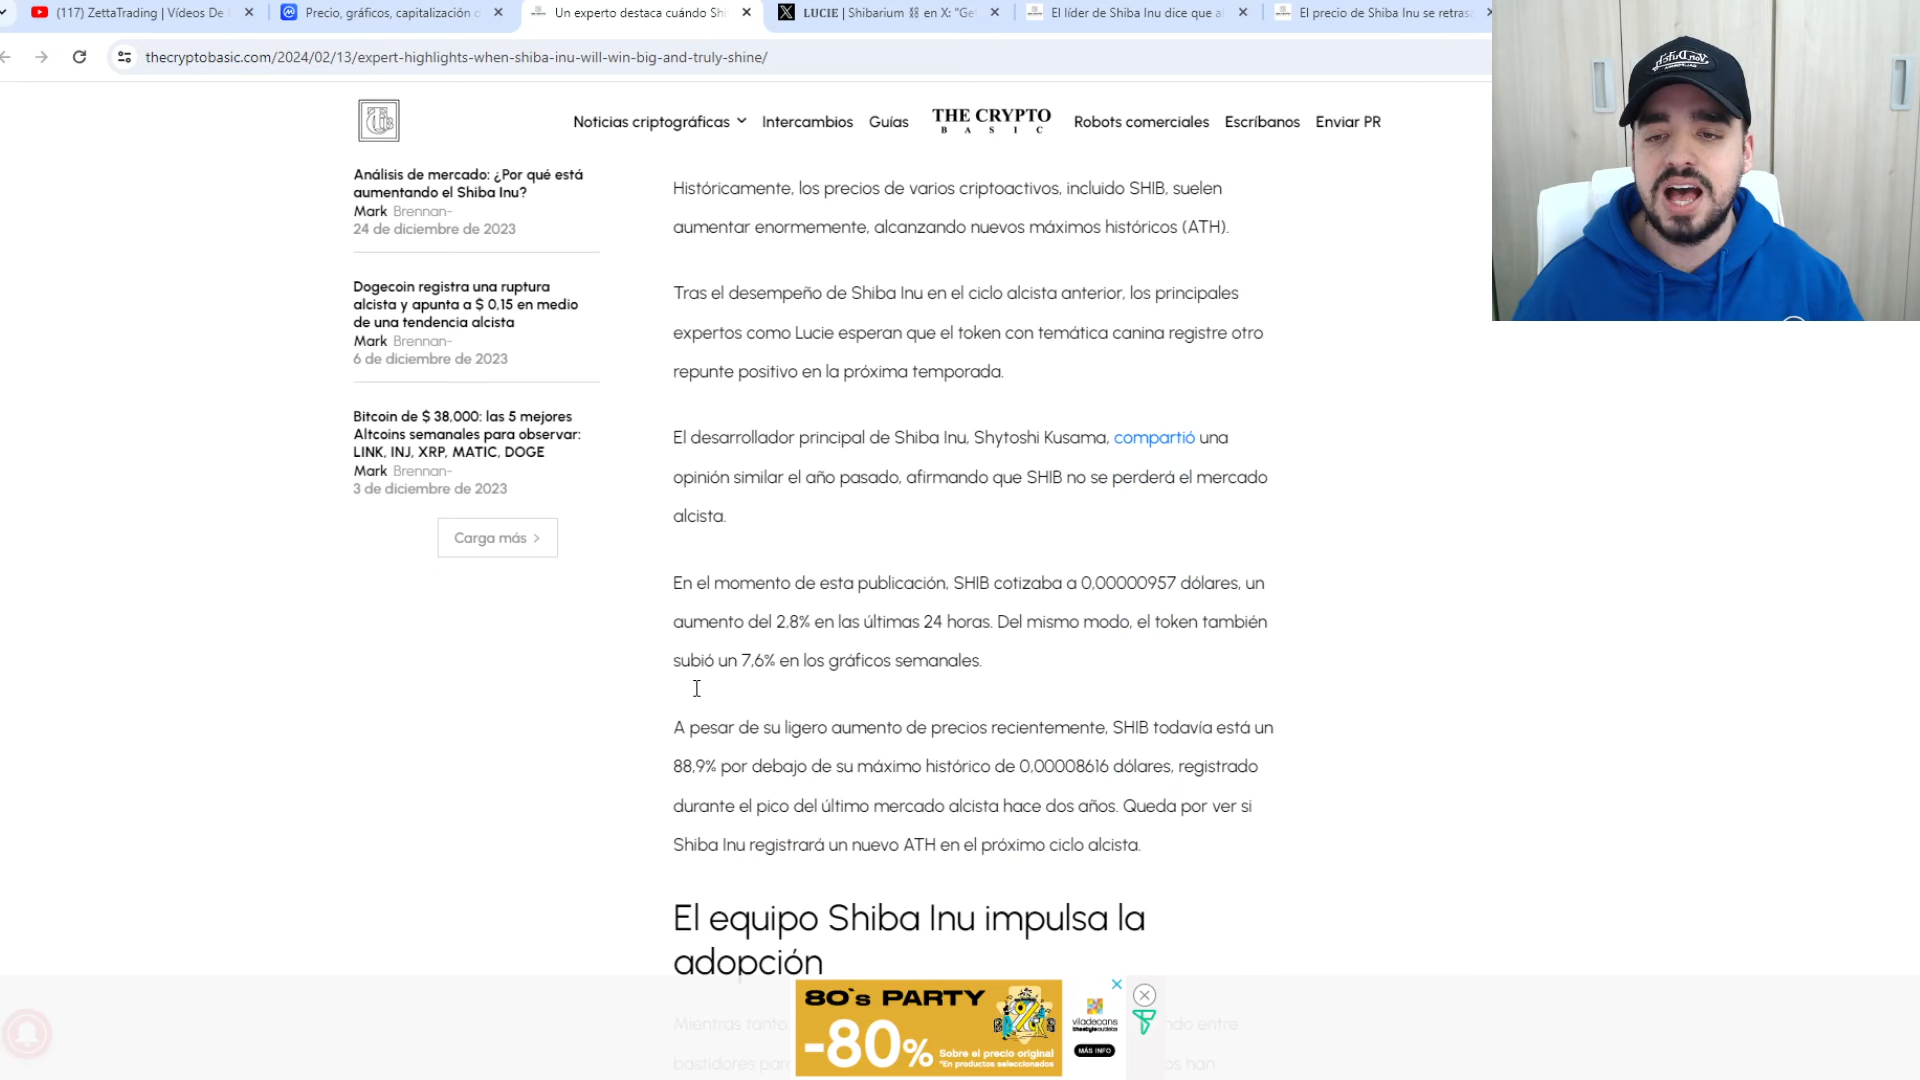 (117) ZettaTrading | Vídeos De
Precio, gráficos, capitalización
Un experto destaca cuándo Shi
LUCIE | Shibarium ⛓ en X: "Ge
El líder de Shiba Inu dice que a
El precio de Shiba Inu se retras
thecryptobasic.com/2024/02/13/expert-highlights-when-shiba-inu-will-win-big-and-truly-shine/
Noticias criptográficas
Intercambios
Guías
THE CRYPTO
BASIC
Robots comerciales
Escríbanos
Enviar PR
Análisis de mercado: ¿Por qué está
aumentando el Shiba Inu?
Mark Brennan-
24 de diciembre de 2023
Dogecoin registra una ruptura
alcista y apunta a $ 0,15 en medio
de una tendencia alcista
Mark Brennan-
6 de diciembre de 2023
Bitcoin de $ 38,000: las 5 mejores
Altcoins semanales para observar:
LINK, INJ, XRP, MATIC, DOGE
Mark Brennan-
3 de diciembre de 2023
Carga más >
Históricamente, los precios de varios criptoactivos, incluido SHIB, suelen
aumentar enormemente, alcanzando nuevos máximos históricos (ATH).
Tras el desempeño de Shiba Inu en el ciclo alcista anterior, los principales
expertos como Lucie esperan que el token con temática canina registre otro
repunte positivo en la próxima temporada.
El desarrollador principal de Shiba Inu, Shytoshi Kusama, compartió una
opinión similar el año pasado, afirmando que SHIB no se perderá el mercado
alcista.
En el momento de esta publicación, SHIB cotizaba a 0,00000957 dólares, un
aumento del 2,8% en las últimas 24 horas. Del mismo modo, el token también
subió un 7,6% en los gráficos semanales.
A pesar de su ligero aumento de precios recientemente, SHIB todavía está un
88,9% por debajo de su máximo histórico de 0,00008616 dólares, registrado
durante el pico del último mercado alcista hace dos años. Queda por ver si
Shiba Inu registrará un nuevo ATH en el próximo ciclo alcista.
El equipo Shiba Inu impulsa la
adopción
Mientras tanto
entre
bastidores
han
80`s PARTY
-80%
Sobre el precio original
*En productos seleccionados
viladecans
thestyleoutlets
MÁS INFO